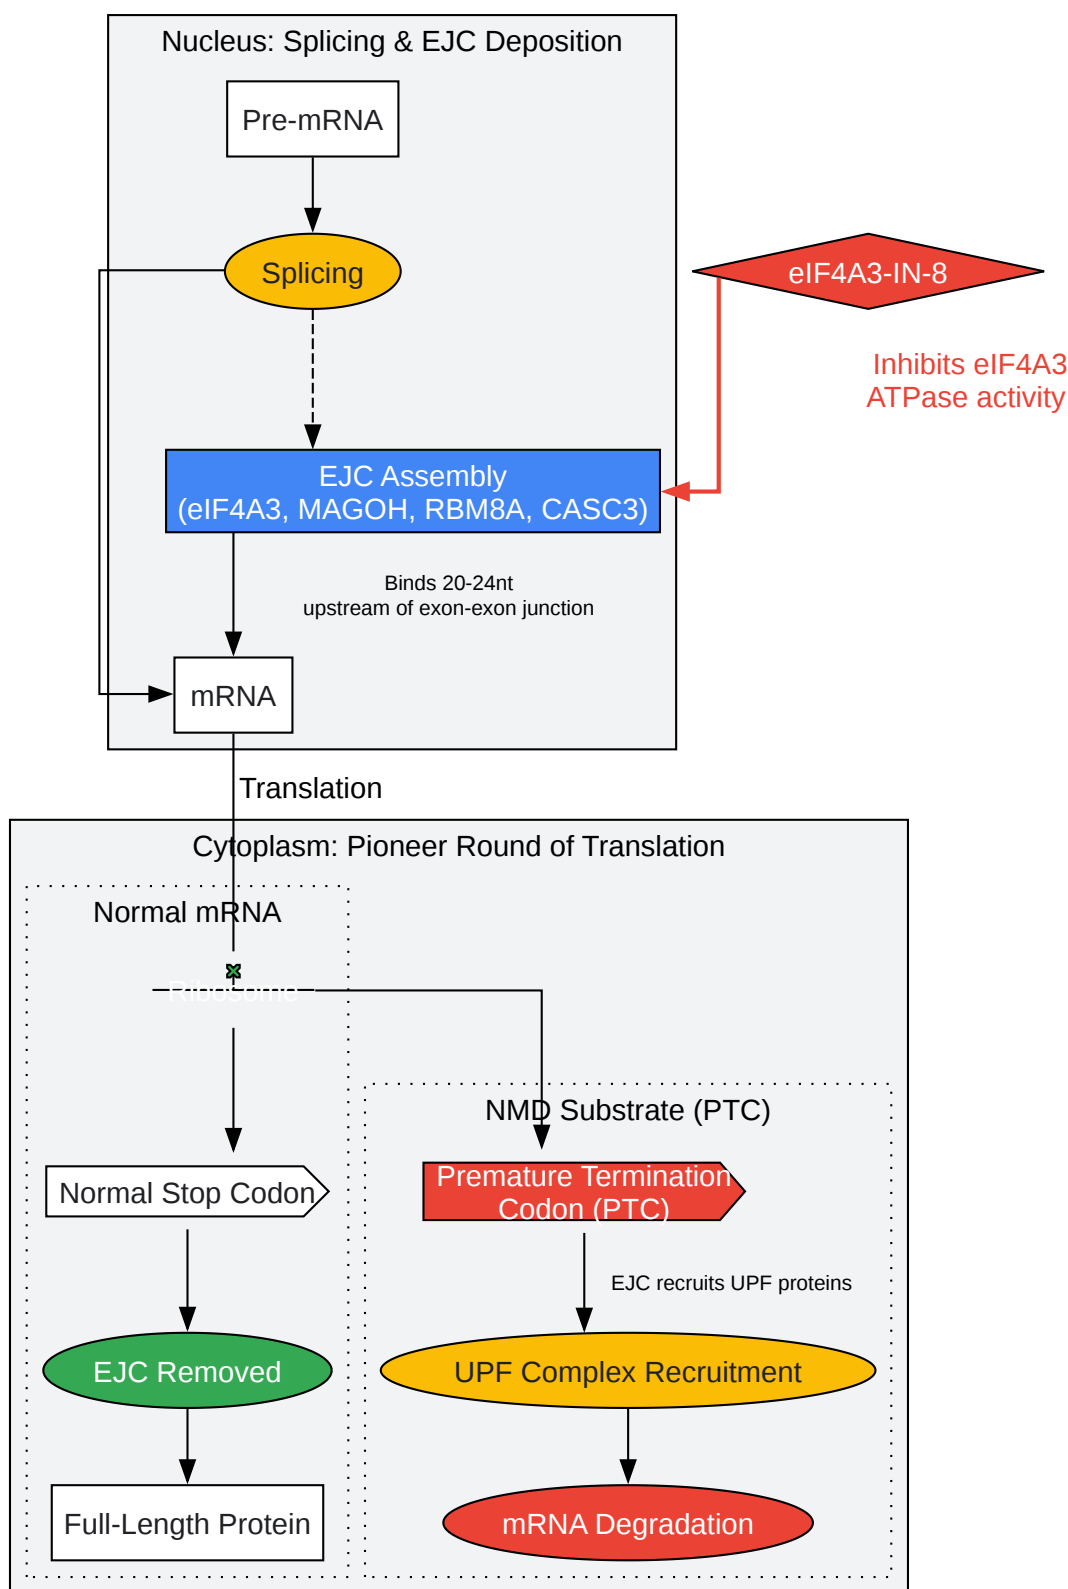 Nucleus: Splicing & EJC Deposition
Pre-mRNA
Splicing
eIF4A3-IN-8
Inhibits eIF4A3
ATPase activity
EJC Assembly
(eIF4A3, MAGOH, RBM8A, CASC3)
Binds 20-24nt
upstream of exon-exon junction
mRNA
Translation
Cytoplasm: Pioneer Round of Translation
Normal mRNA
Ribosome
NMD Substrate (PTC)
Normal Stop Codon
Premature Termination
Codon (PTC)
EJC recruits UPF proteins
EJC Removed
UPF Complex Recruitment
Full-Length Protein
mRNA Degradation